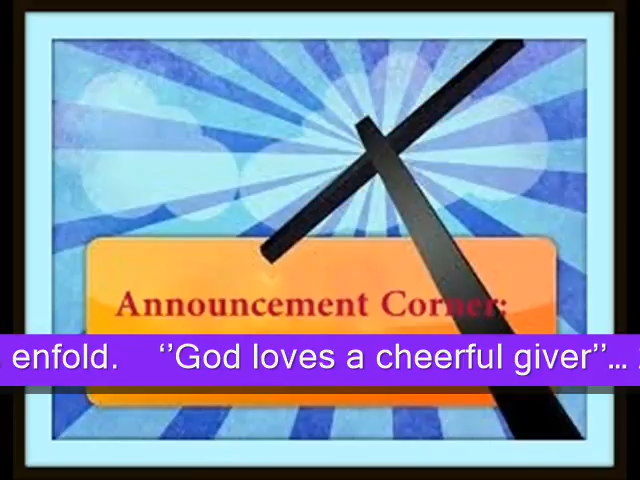 Announcement Corner:
enfold. ‘’God loves a cheerful giver’’...